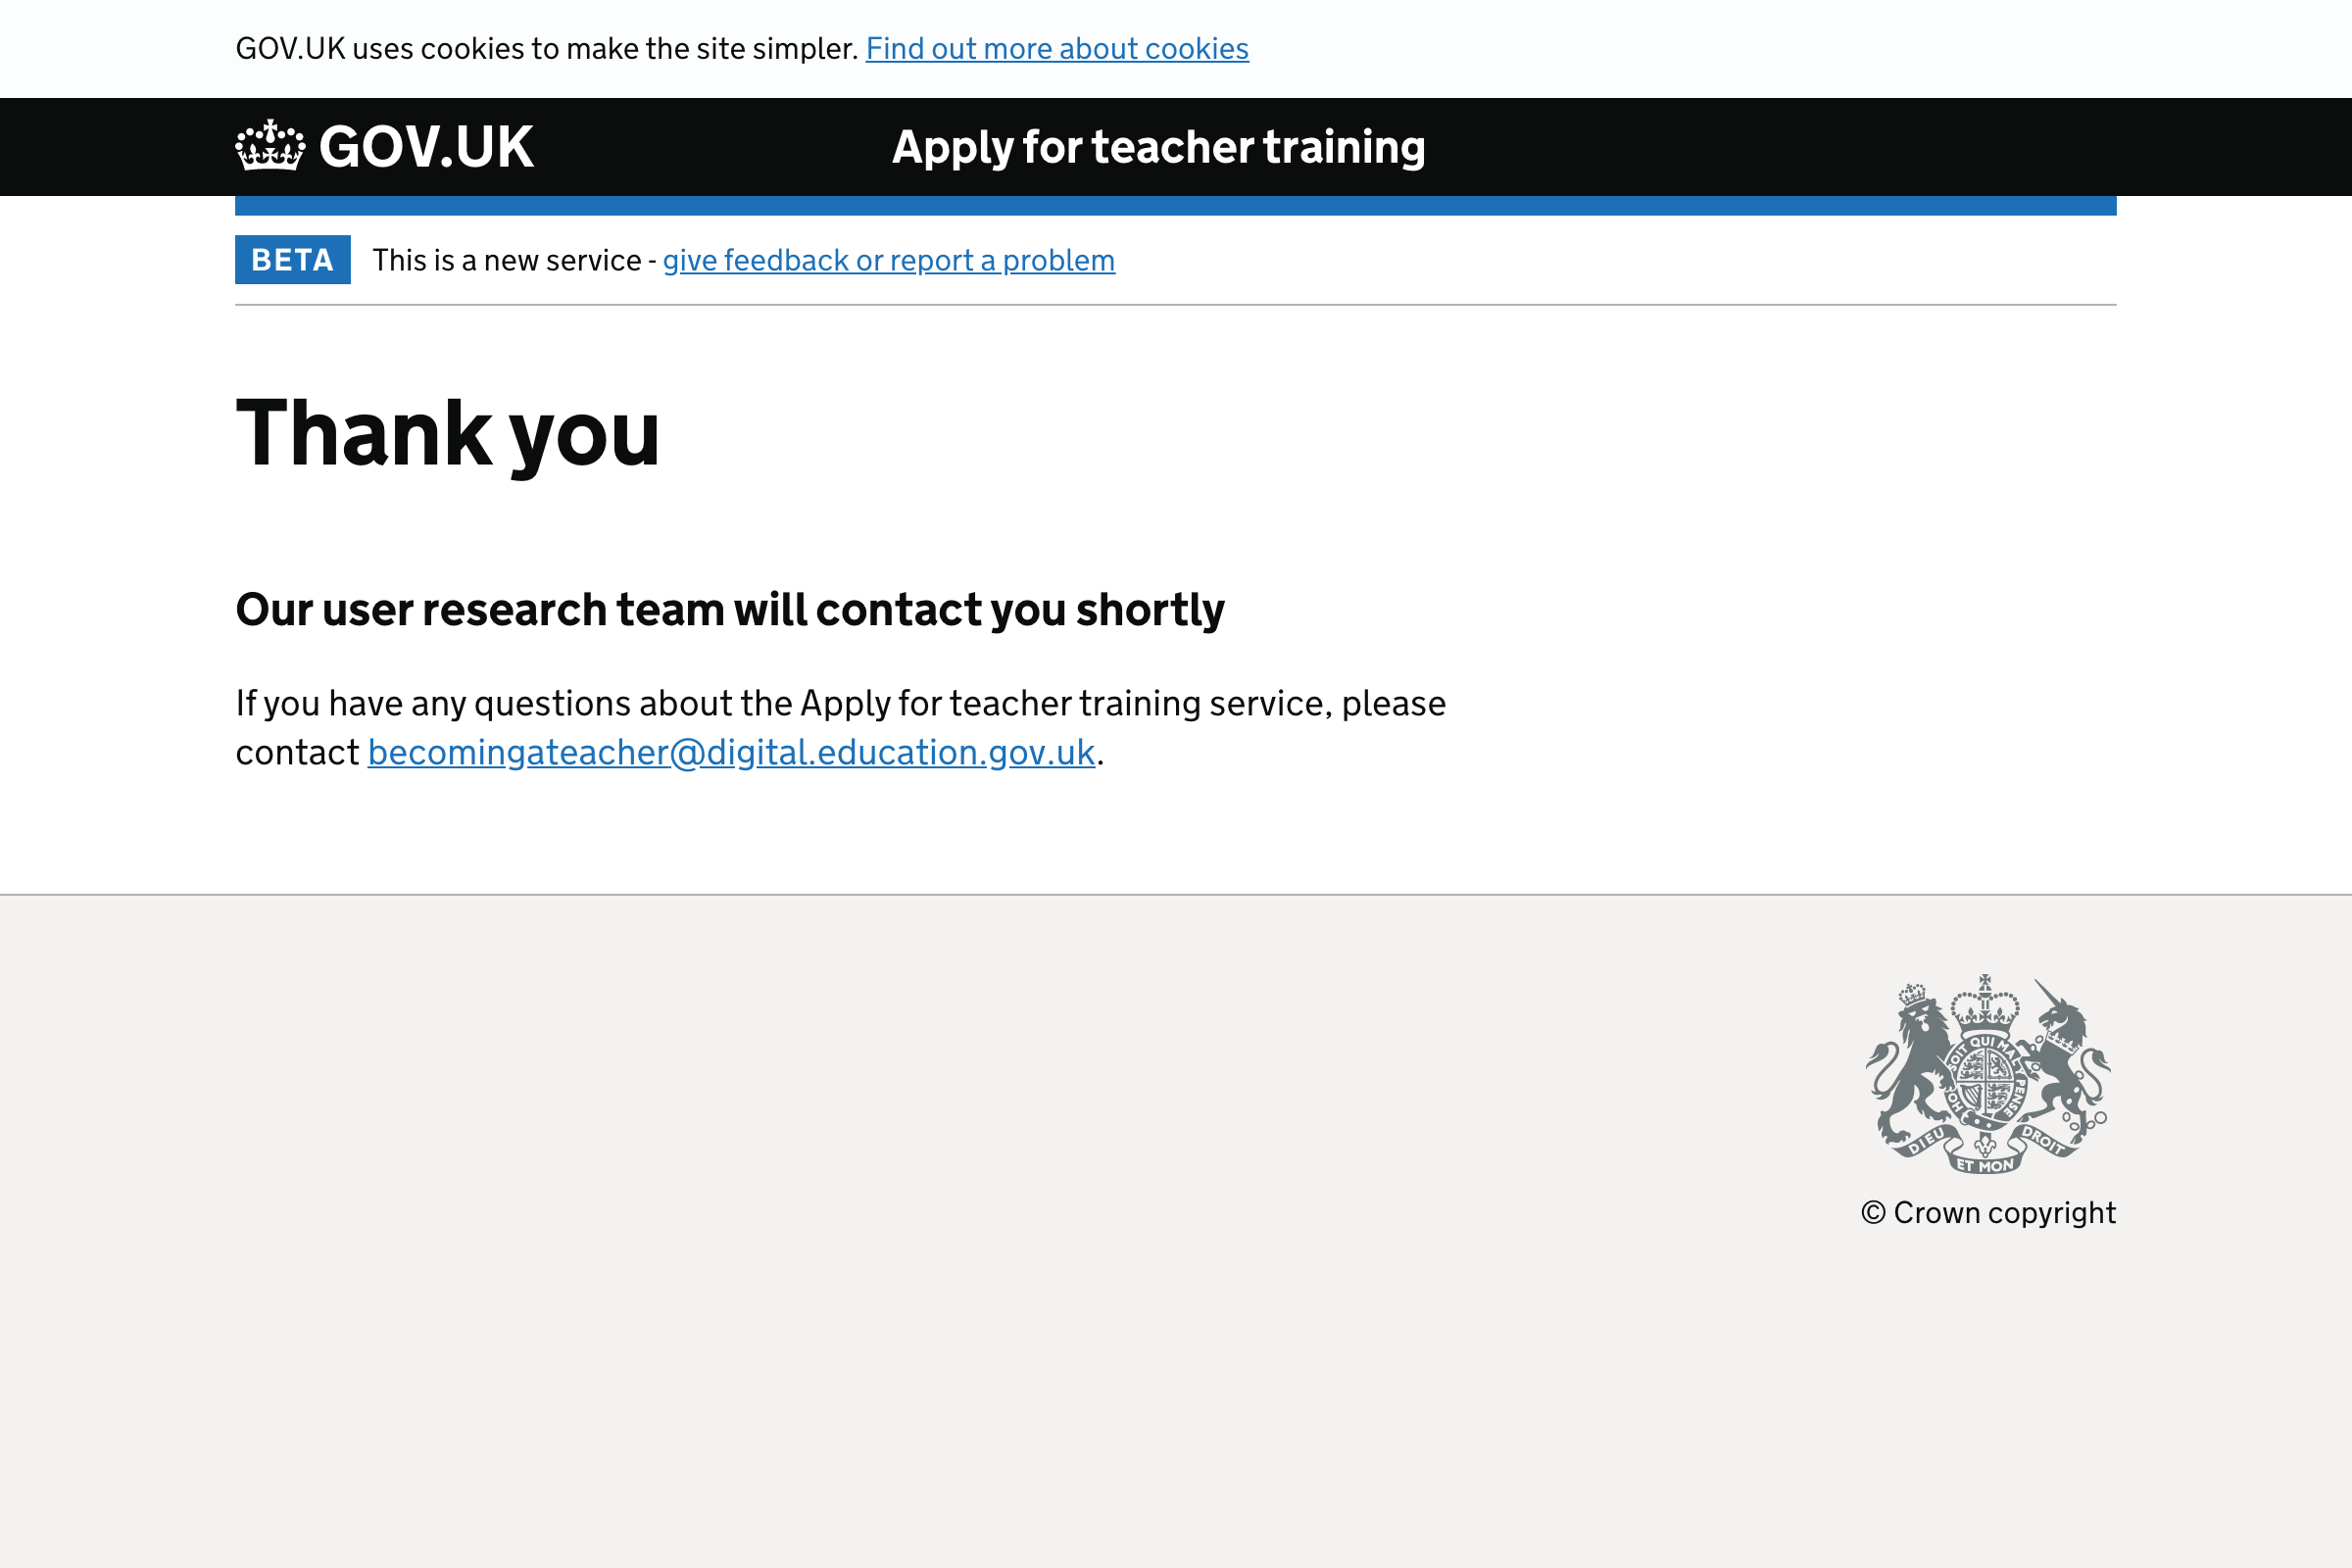 GOV.UK uses cookies to make the site simpler. Find out more about cookies
GOV.UK Apply for teacher training
BETA This is a new service - give feedback or report a problem
Thank you
Our user research team will contact you shortly
If you have any questions about the Apply for teacher training service, please
contact becomingateacher@digital.education.gov.uk.
SOIT QUI MAL Y PENSE
DIEU ET MON DROIT
© Crown copyright